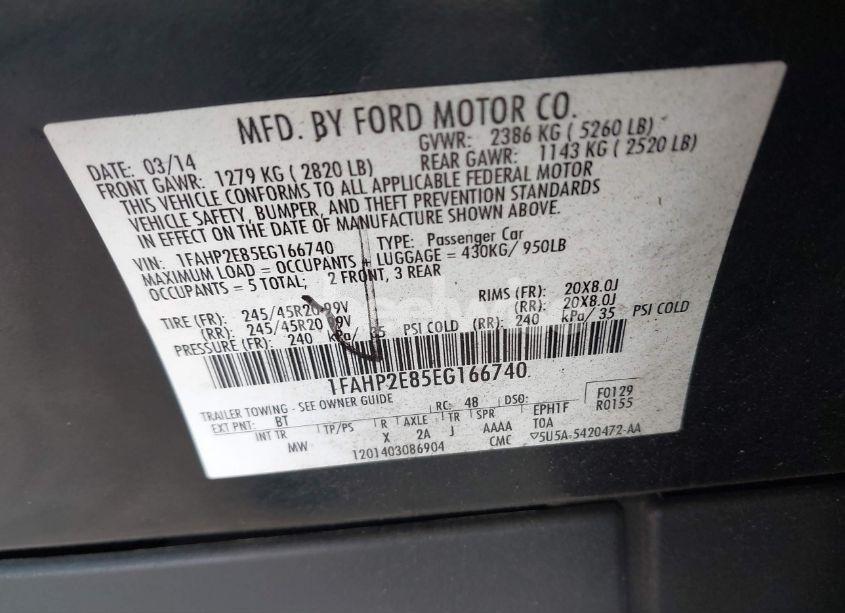 MFD. BY FORD MOTOR CO.
DATE: 03/14 GVWR: 2386 KG ( 5260 LB)
FRONT GAWR: 1279 KG ( 2820 LB) REAR GAWR: 1143 KG ( 2520 LB)
THIS VEHICLE CONFORMS TO ALL APPLICABLE FEDERAL MOTOR
VEHICLE SAFETY, BUMPER, AND THEFT PREVENTION STANDARDS
IN EFFECT ON THE DATE OF MANUFACTURE SHOWN ABOVE.
VIN: 1FAHP2E85EG166740 TYPE: Passenger Car
MAXIMUM LOAD = OCCUPANTS + LUGGAGE = 430KG/ 950LB
OCCUPANTS = 5 TOTAL; 2 FRONT, 3 REAR
TIRE (FR): 245/45R20 99V RIMS (FR): 20X8.0J
(RR): 245/45R20 99V (RR): 20X8.0J
PRESSURE (FR): 240 kPa/ 35 PSI COLD (RR): 240 kPa/ 35 PSI COLD
1FAHP2E85EG166740
TRAILER TOWING - SEE OWNER GUIDE
EXT PNT: BT RC: 48 DSO: F0129
INT TR TP/PS R AXLE TR SPR EPH1F R0155
MW X 2A J AAAA TOA
1201403086904 CMC ▽5U5A-5420472-AA